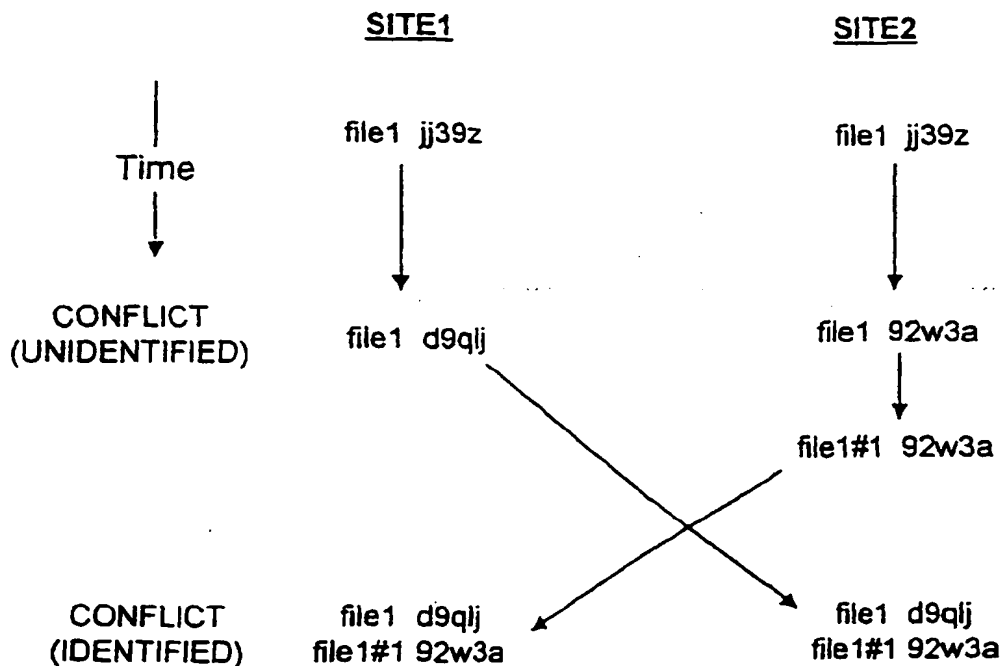 SITE1 SITE2
file1 jj39z file1 jj39z
Time
CONFLICT
(UNIDENTIFIED)
file1 d9qlj file1 92w3a
file1#1 92w3a
CONFLICT
(IDENTIFIED)
file1 d9qlj
file1#1 92w3a
file1 d9qlj
file1#1 92w3a